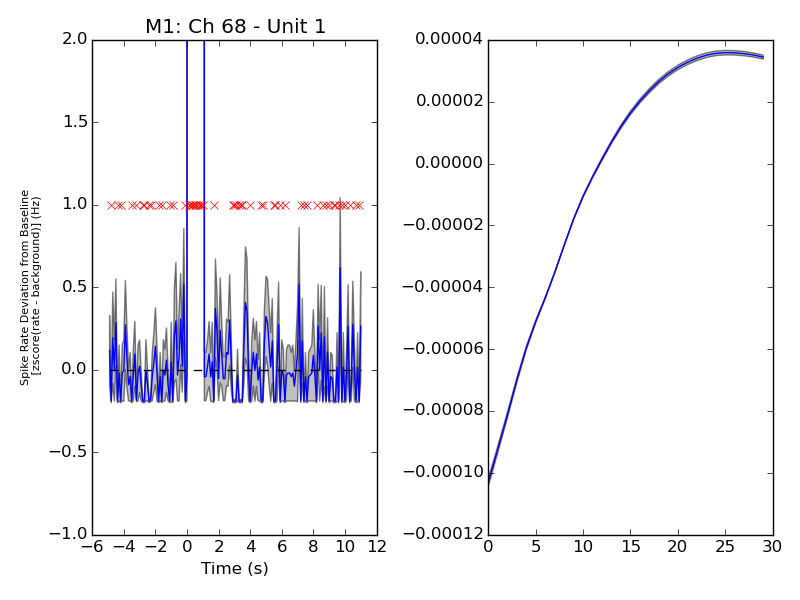 M1: Ch 68 - Unit 1
Spike Rate Deviation from Baseline
[zscore(rate - background)] (Hz)
2.0
1.5
1.0
0.5
0.0
−0.5
−1.0
−6 −4 −2 0 2 4 6 8 10 12
Time (s)
0.00004
0.00002
0.00000
−0.00002
−0.00004
−0.00006
−0.00008
−0.00010
−0.00012
0 5 10 15 20 25 30